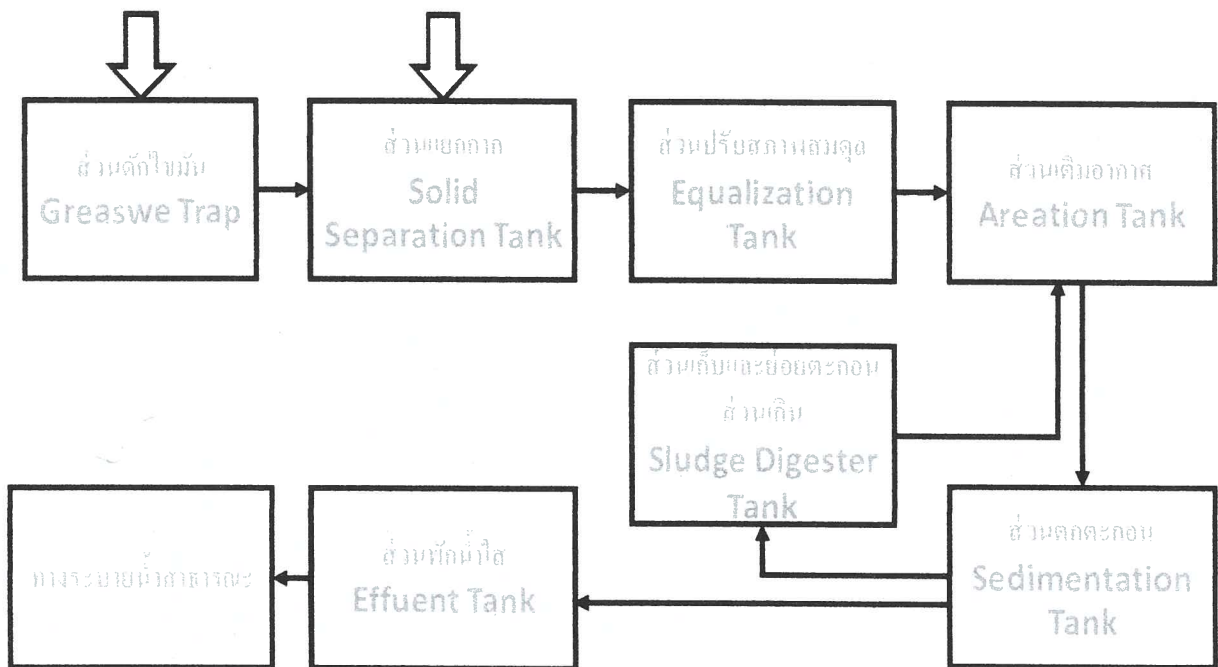 ส่วนดักไขมัน
Greaswe Trap
ส่วนแยกกาก
Solid
Separation Tank
ส่วนปรับสภาพสมดุล
Equalization
Tank
ส่วนเติมอากาศ
Areation Tank
ส่วนเก็บและย่อยตะกอน
ส่วนเกิน
Sludge Digester
Tank
ทางระบายน้ำสาธารณะ
ส่วนพักน้ำใส
Effuent Tank
ส่วนตกตะกอน
Sedimentation
Tank